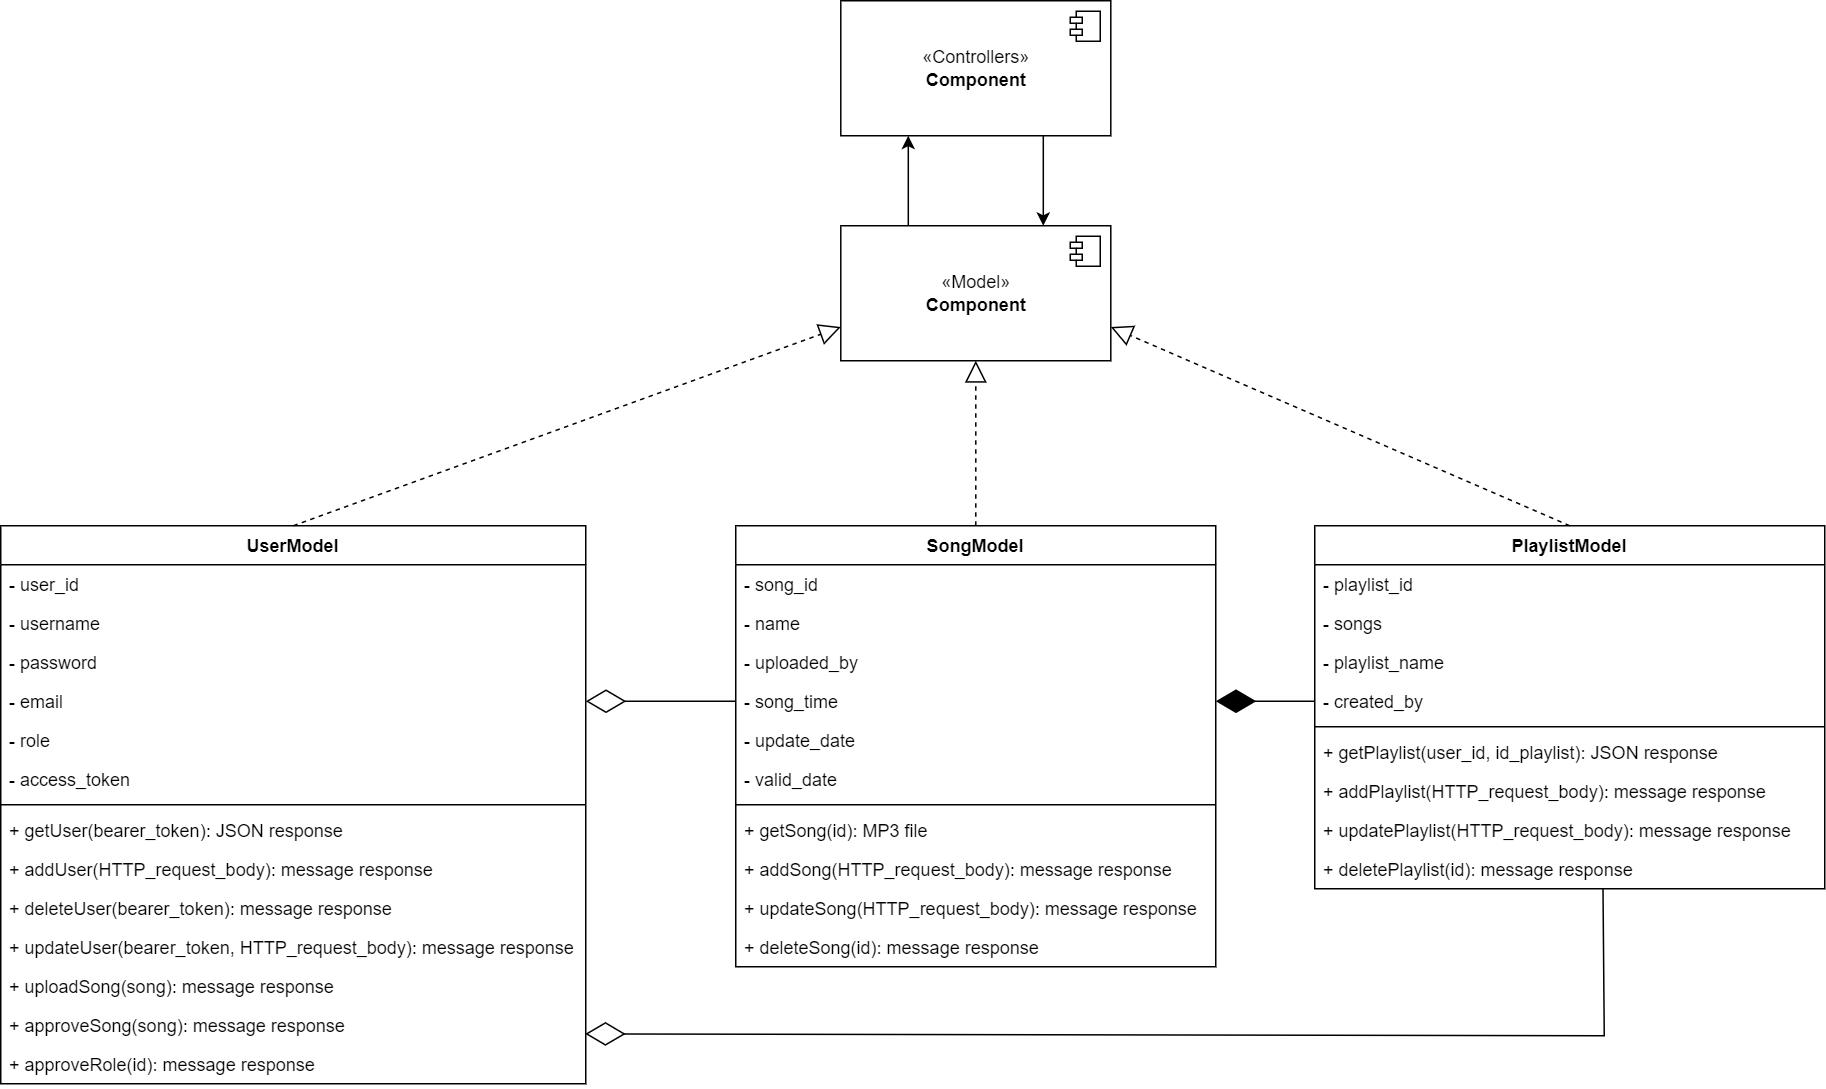 «Controllers»
Component
«Model»
Component
UserModel
- user_id
- username
- password
- email
- role
- access_token
+ getUser(bearer_token): JSON response
+ addUser(HTTP_request_body): message response
+ deleteUser(bearer_token): message response
+ updateUser(bearer_token, HTTP_request_body): message response
+ uploadSong(song): message response
+ approveSong(song): message response
+ approveRole(id): message response
SongModel
- song_id
- name
- uploaded_by
- song_time
- update_date
- valid_date
+ getSong(id): MP3 file
+ addSong(HTTP_request_body): message response
+ updateSong(HTTP_request_body): message response
+ deleteSong(id): message response
PlaylistModel
- playlist_id
- songs
- playlist_name
- created_by
+ getPlaylist(user_id, id_playlist): JSON response
+ addPlaylist(HTTP_request_body): message response
+ updatePlaylist(HTTP_request_body): message response
+ deletePlaylist(id): message response